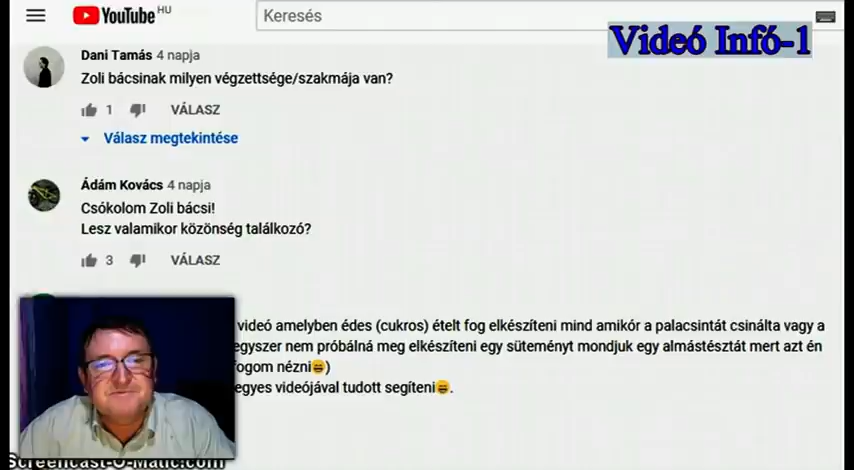 YouTube HU
Keresés
Videó Infó-1
Dani Tamás 4 napja
Zoli bácsinak milyen végzettsége/szakmája van?
1 VÁLASZ
Válasz megtekintése
Ádám Kovács 4 napja
Csókolom Zoli bácsi!
Lesz valamikor közönség találkozó?
3 VÁLASZ
videó amelyben édes (cukros) ételt fog elkészíteni mind amikór a palacsintát csinálta vagy a
egyszer nem próbálná meg elkészíteni egy süteményt mondjuk egy almástésztát mert azt én
fogom nézni😄)
egyes videójával tudott segíteni😄.
Screencast-O-Matic.com